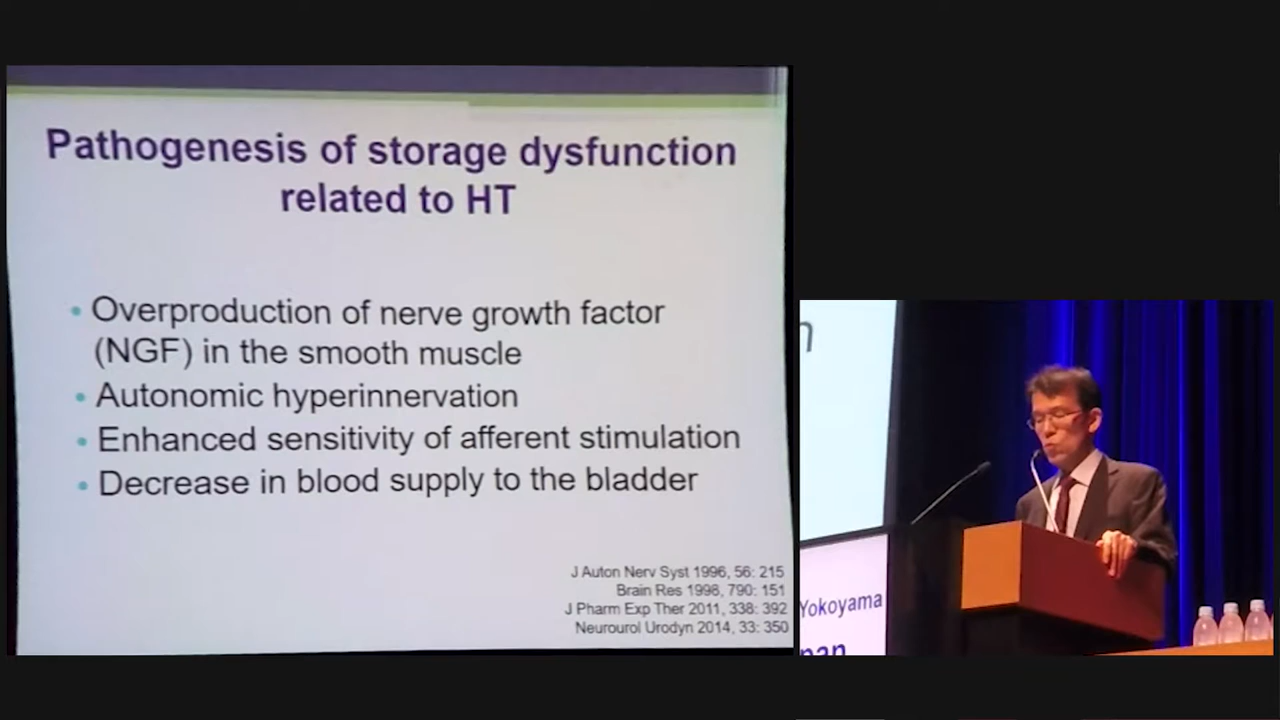 Pathogenesis of storage dysfunction
related to HT
• Overproduction of nerve growth factor
(NGF) in the smooth muscle
• Autonomic hyperinnervation
• Enhanced sensitivity of afferent stimulation
• Decrease in blood supply to the bladder
J Auton Nerv Syst 1996, 56: 215
Brain Res 1998, 790: 151
J Pharm Exp Ther 2011, 338: 392
Neurourol Urodyn 2014, 33: 350
n
Yokoyama
pan